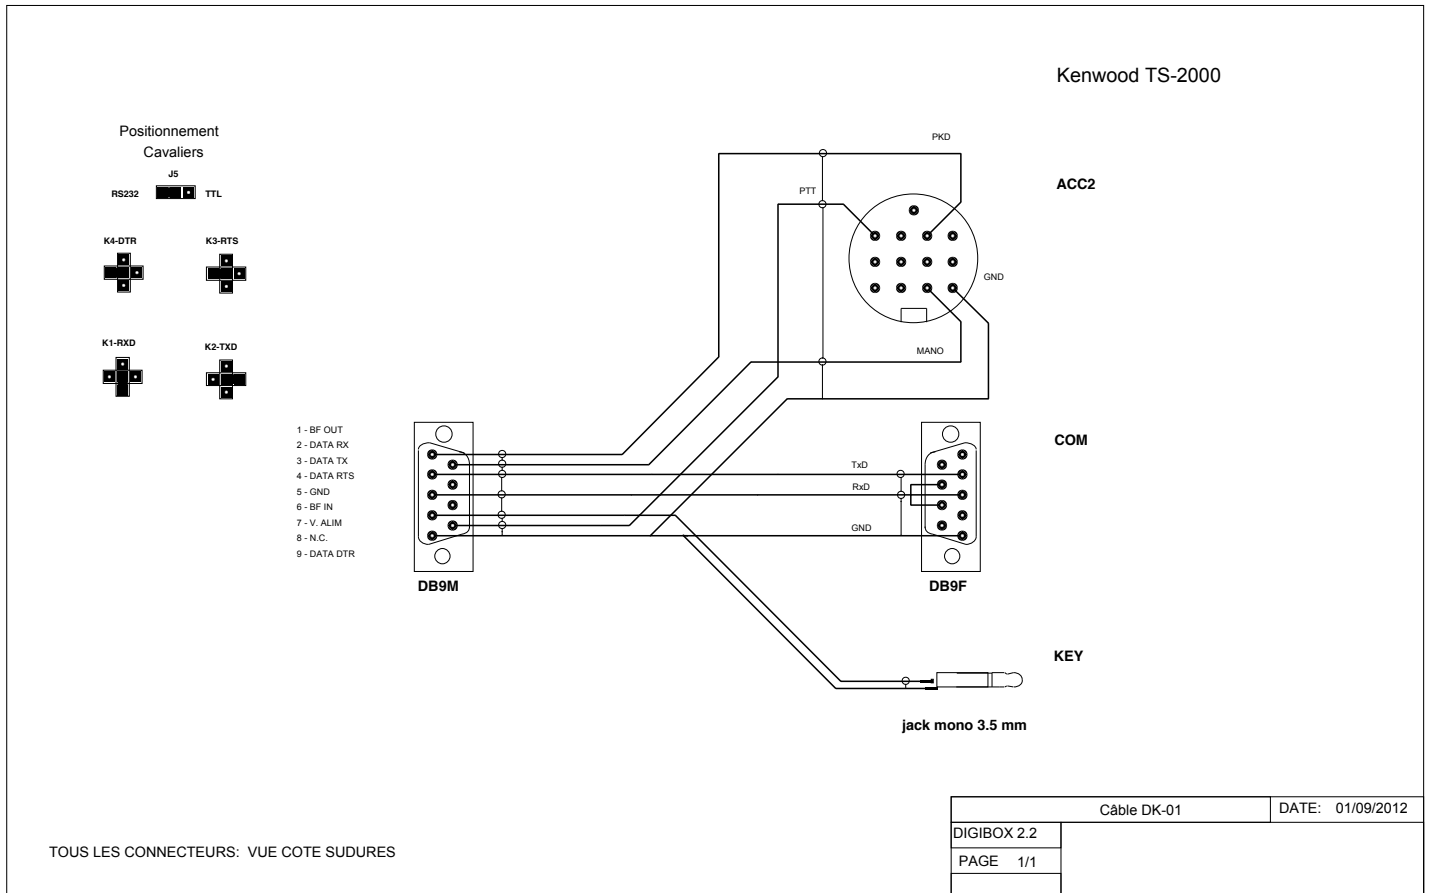 Kenwood TS-2000
Positionnement
Cavaliers
J5
RS232
TTL
K4-DTR
K3-RTS
K1-RXD
K2-TXD
PKD
PTT
ACC2
GND
MANO
1 - BF OUT
2 - DATA RX
3 - DATA TX
4 - DATA RTS
5 - GND
6 - BF IN
7 - V. ALIM
8 - N.C.
9 - DATA DTR
DB9M
TxD
RxD
GND
COM
DB9F
KEY
jack mono 3.5 mm
TOUS LES CONNECTEURS: VUE COTE SUDURES
Câble DK-01
DATE: 01/09/2012
DIGIBOX 2.2
PAGE 1/1